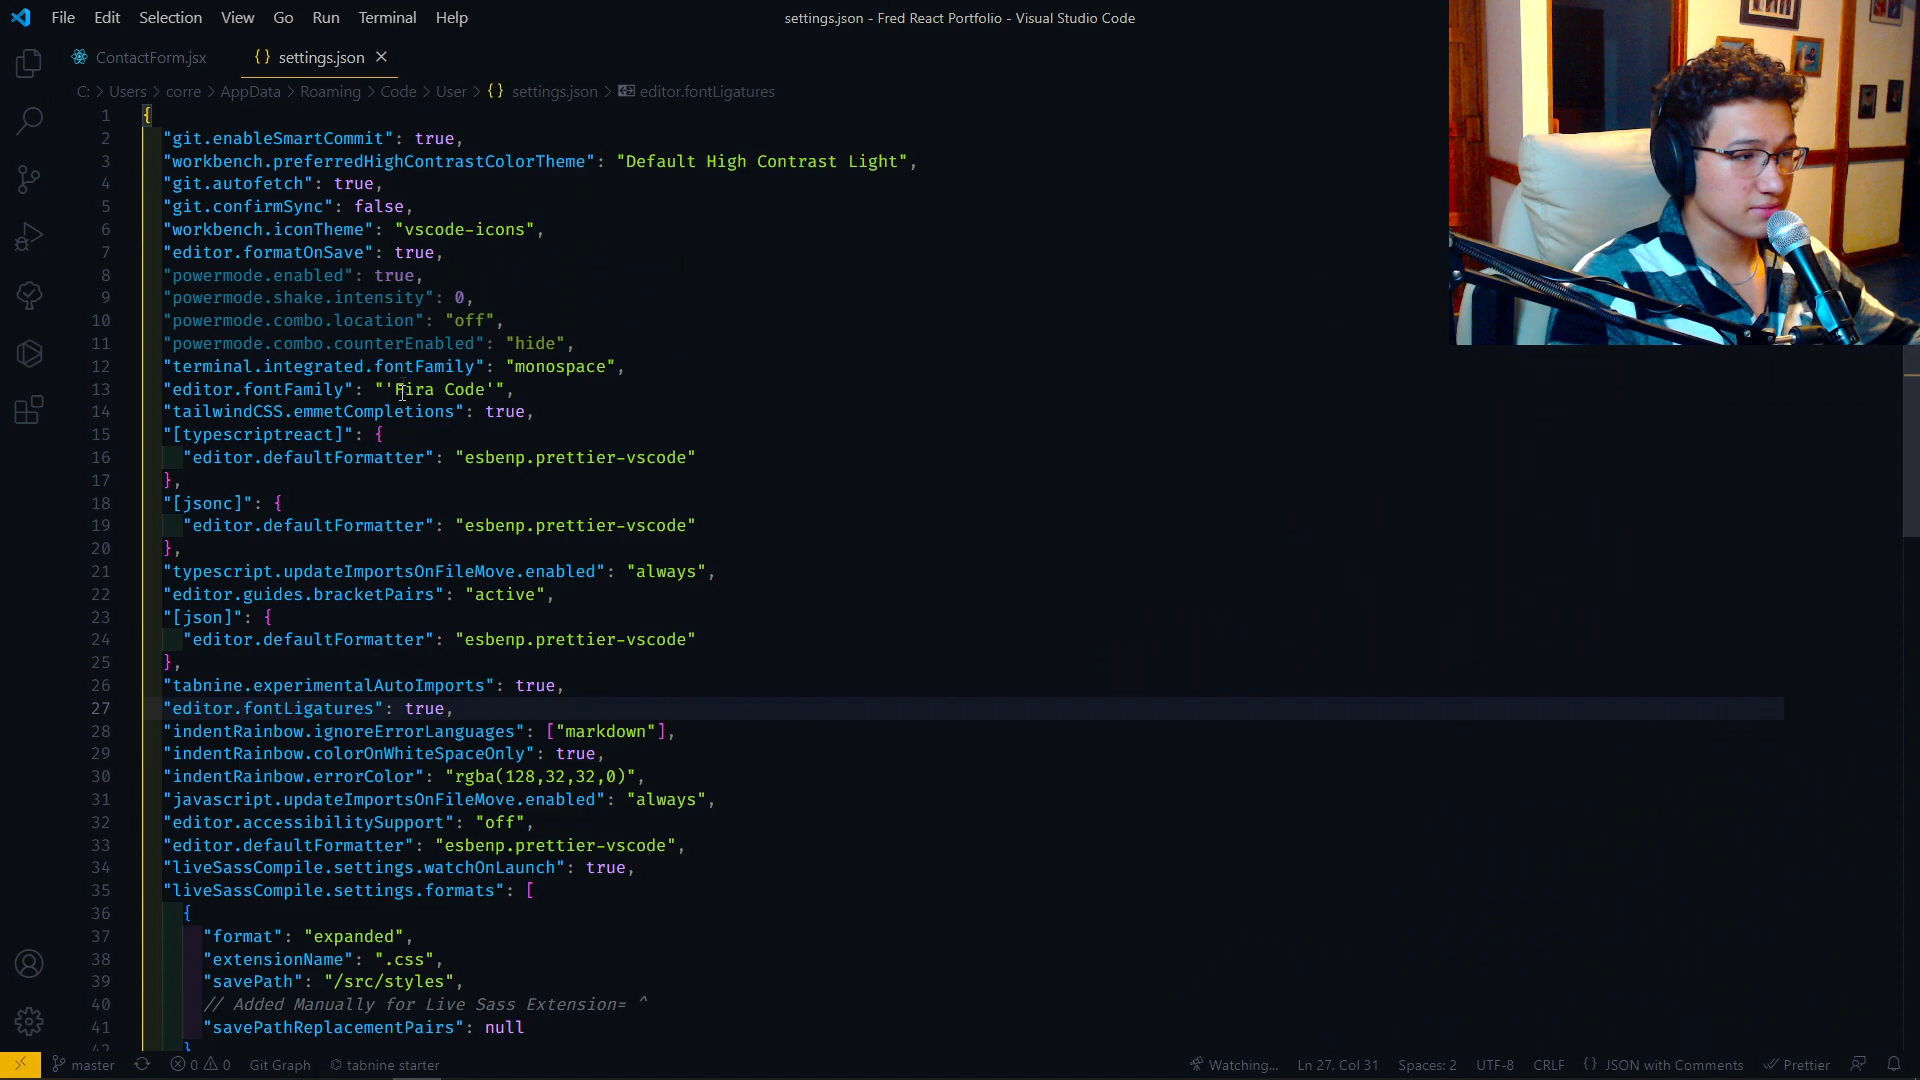 File Edit Selection View Go Run Terminal Help
settings.json - Fred React Portfolio - Visual Studio Code
ContactForm.jsx
{} settings.json ×
C: > Users > corre > AppData > Roaming > Code > User > {} settings.json > editor.fontLigatures
1 {
2 "git.enableSmartCommit": true,
3 "workbench.preferredHighContrastColorTheme": "Default High Contrast Light",
4 "git.autofetch": true,
5 "git.confirmSync": false,
6 "workbench.iconTheme": "vscode-icons",
7 "editor.formatOnSave": true,
8 "powermode.enabled": true,
9 "powermode.shake.intensity": 0,
10 "powermode.combo.location": "off",
11 "powermode.combo.counterEnabled": "hide",
12 "terminal.integrated.fontFamily": "monospace",
13 "editor.fontFamily": "'Fira Code'",
14 "tailwindCSS.emmetCompletions": true,
15 "[typescriptreact]": {
16 "editor.defaultFormatter": "esbenp.prettier-vscode"
17 },
18 "[jsonc]": {
19 "editor.defaultFormatter": "esbenp.prettier-vscode"
20 },
21 "typescript.updateImportsOnFileMove.enabled": "always",
22 "editor.guides.bracketPairs": "active",
23 "[json]": {
24 "editor.defaultFormatter": "esbenp.prettier-vscode"
25 },
26 "tabnine.experimentalAutoImports": true,
27 "editor.fontLigatures": true,
28 "indentRainbow.ignoreErrorLanguages": ["markdown"],
29 "indentRainbow.colorOnWhiteSpaceOnly": true,
30 "indentRainbow.errorColor": "rgba(128,32,32,0)",
31 "javascript.updateImportsOnFileMove.enabled": "always",
32 "editor.accessibilitySupport": "off",
33 "editor.defaultFormatter": "esbenp.prettier-vscode",
34 "liveSassCompile.settings.watchOnLaunch": true,
35 "liveSassCompile.settings.formats": [
36 {
37 "format": "expanded",
38 "extensionName": ".css",
39 "savePath": "/src/styles",
40 // Added Manually for Live Sass Extension= ^
41 "savePathReplacementPairs": null
42 }
master 0 0 Git Graph tabnine starter Watching... Ln 27, Col 31 Spaces: 2 UTF-8 CRLF {} JSON with Comments Prettier